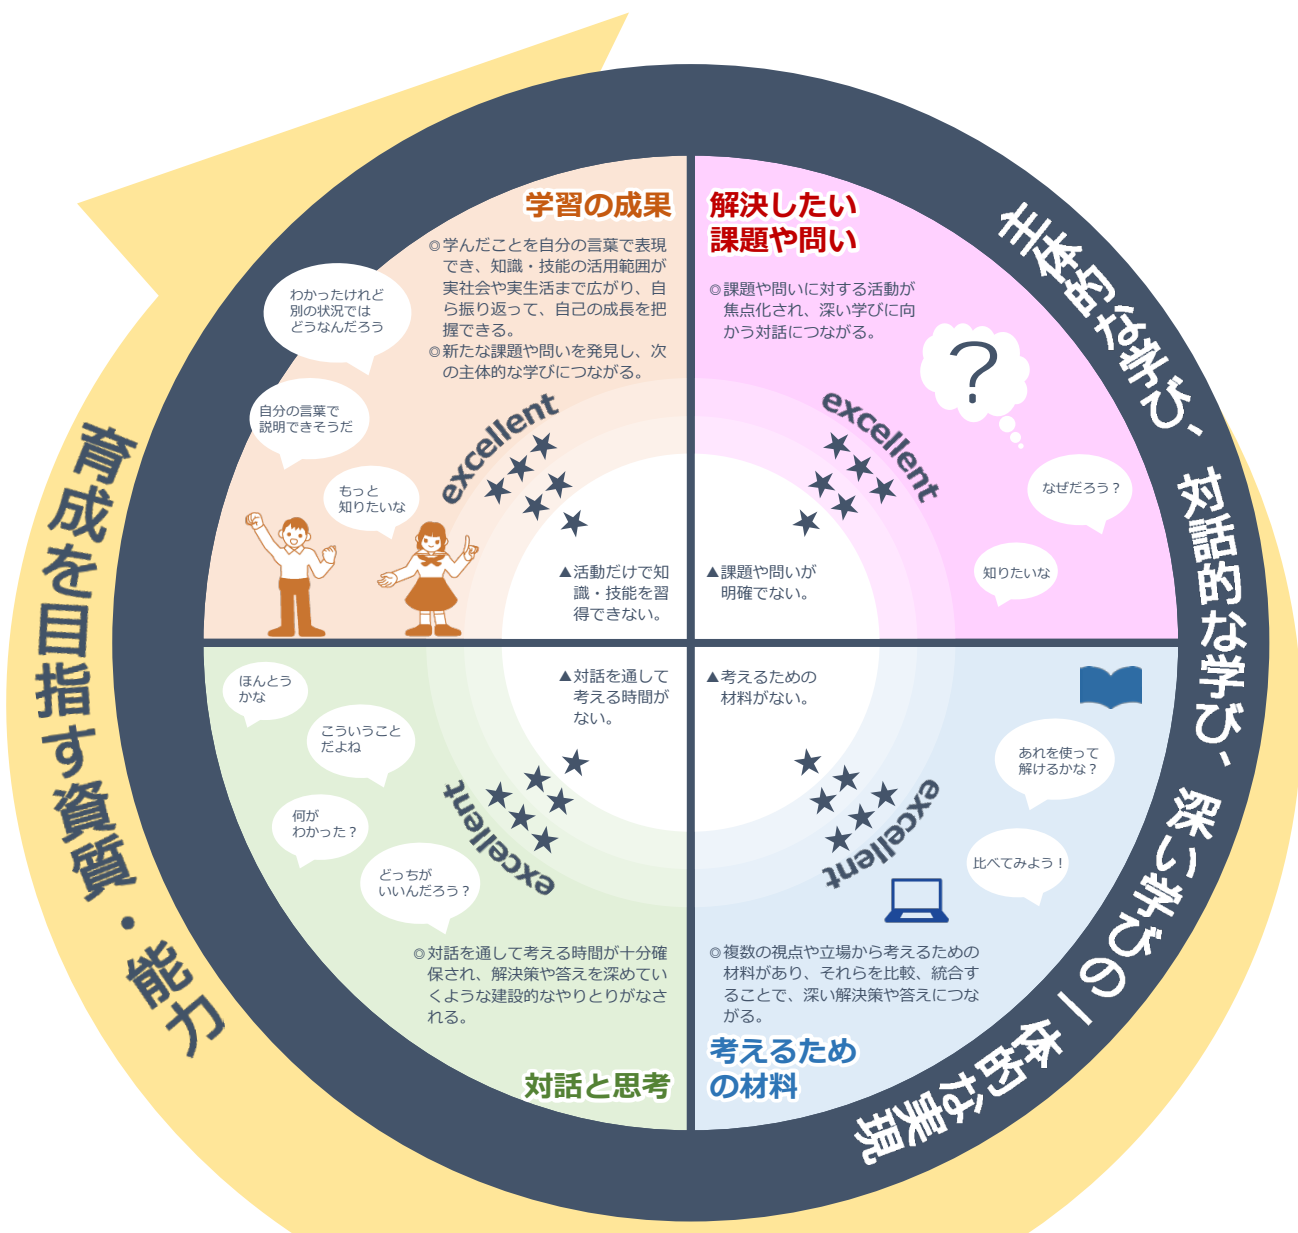 学習の成果
◎学んだことを自分の言葉で表現
でき、知識・技能の活用範囲が
実社会や実生活まで広がり、自
ら振り返って、自己の成長を把
握できる。
◎新たな課題や問いを発見し、次
の主体的な学びにつながる。
わかったけれど
別の状況では
どうなんだろう
自分の言葉で
説明できそうだ
もっと
知りたいな
excellent
★★★★★★
▲活動だけで知
識・技能を習
得できない。
解決したい
課題や問い
◎課題や問いに対する活動が
焦点化され、深い学びに向
かう対話につながる。
?
なぜだろう？
知りたいな
excellent
★★★★★★
▲課題や問いが
明確でない。
▲対話を通して
考える時間が
ない。
ほんとう
かな
こういうこと
だよね
何が
わかった？
どっちが
いいんだろう？
excellent
★★★★★★
◎対話を通して考える時間が十分確
保され、解決策や答えを深めてい
くような建設的なやりとりがなさ
れる。
対話と思考
▲考えるための
材料がない。
あれを使って
解けるかな？
比べてみよう！
excellent
★★★★★★
◎複数の視点や立場から考えるための
材料があり、それらを比較、統合す
ることで、深い解決策や答えにつな
がる。
考えるため
の材料
主体的な学び、対話的な学び、深い学びの一体的な実現
育成を目指す資質・能力